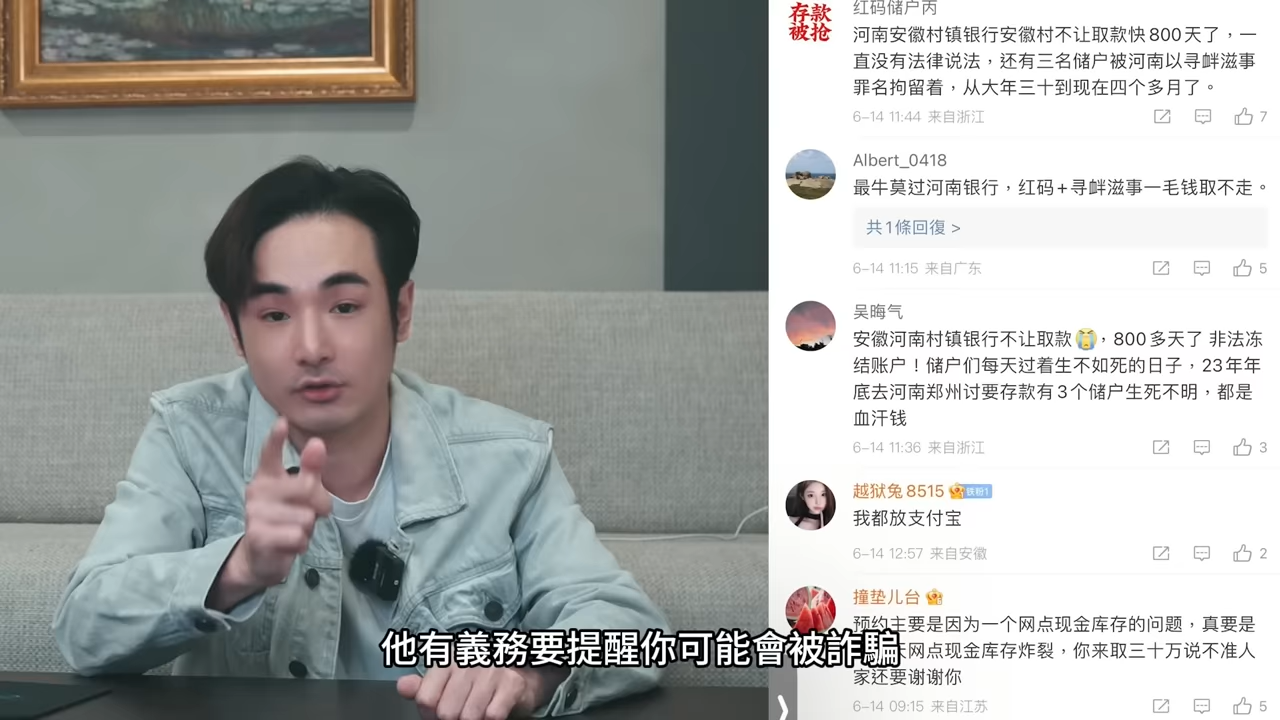 存款
被抢
红码储户丙
河南安徽村镇银行安徽村不让取款快800天了，一
直没有法律说法，还有三名储户被河南以寻衅滋事
罪名拘留着，从大年三十到现在四个多月了。
6-14 11:44 来自浙江
7
Albert_0418
最牛莫过河南银行，红码+寻衅滋事一毛钱取不走。
共1條回復 >
6-14 11:15 来自广东
5
吴晦气
安徽河南村镇银行不让取款😭，800多天了 非法冻
结账户！储户们每天过着生不如死的日子，23年年
底去河南郑州讨要存款有3个储户生死不明，都是
血汗钱
6-14 11:36 来自浙江
3
越狱兔8515 铁粉1
我都放支付宝
6-14 12:57 来自安徽
2
撞垫儿台
预约主要是因为一个网点现金库存的问题，真要是
天网点现金库存炸裂，你来取三十万说不准人
家还要谢谢你
6-14 09:15 来自江苏
5
他有義務要提醒你可能會被詐騙